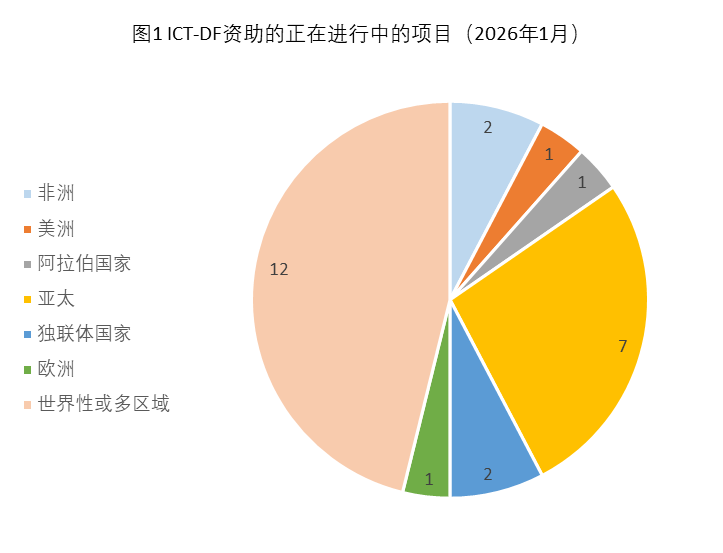 图1 ICT-DF资助的正在进行中的项目（2026年1月）
非洲
美洲
阿拉伯国家
亚太
独联体国家
欧洲
世界性或多区域
2
1
1
7
2
1
12